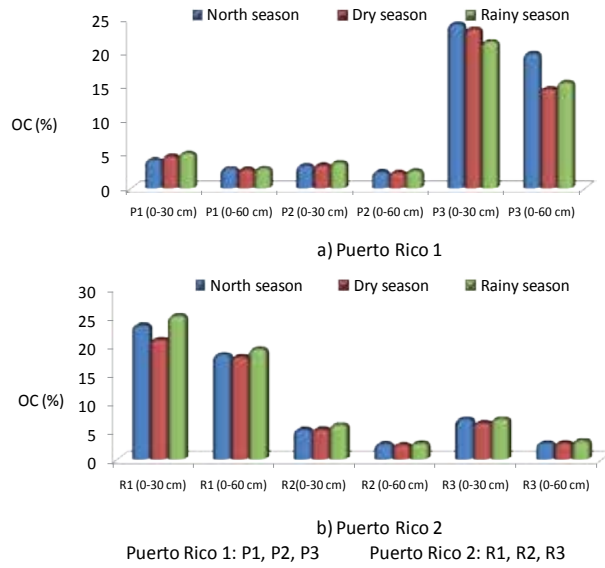 North season Dry season Rainy season
25
20
15
10
5
0
OC (%)
P1 (0-30 cm) P1 (0-60 cm) P2 (0-30 cm) P2 (0-60 cm) P3 (0-30 cm) P3 (0-60 cm)
a) Puerto Rico 1
North season Dry season Rainy season
30
25
20
15
10
5
0
OC (%)
R1 (0-30 cm) R1 (0-60 cm) R2(0-30 cm) R2 (0-60 cm) R3 (0-30 cm) R3 (0-60 cm)
b) Puerto Rico 2
Puerto Rico 1: P1, P2, P3 Puerto Rico 2: R1, R2, R3